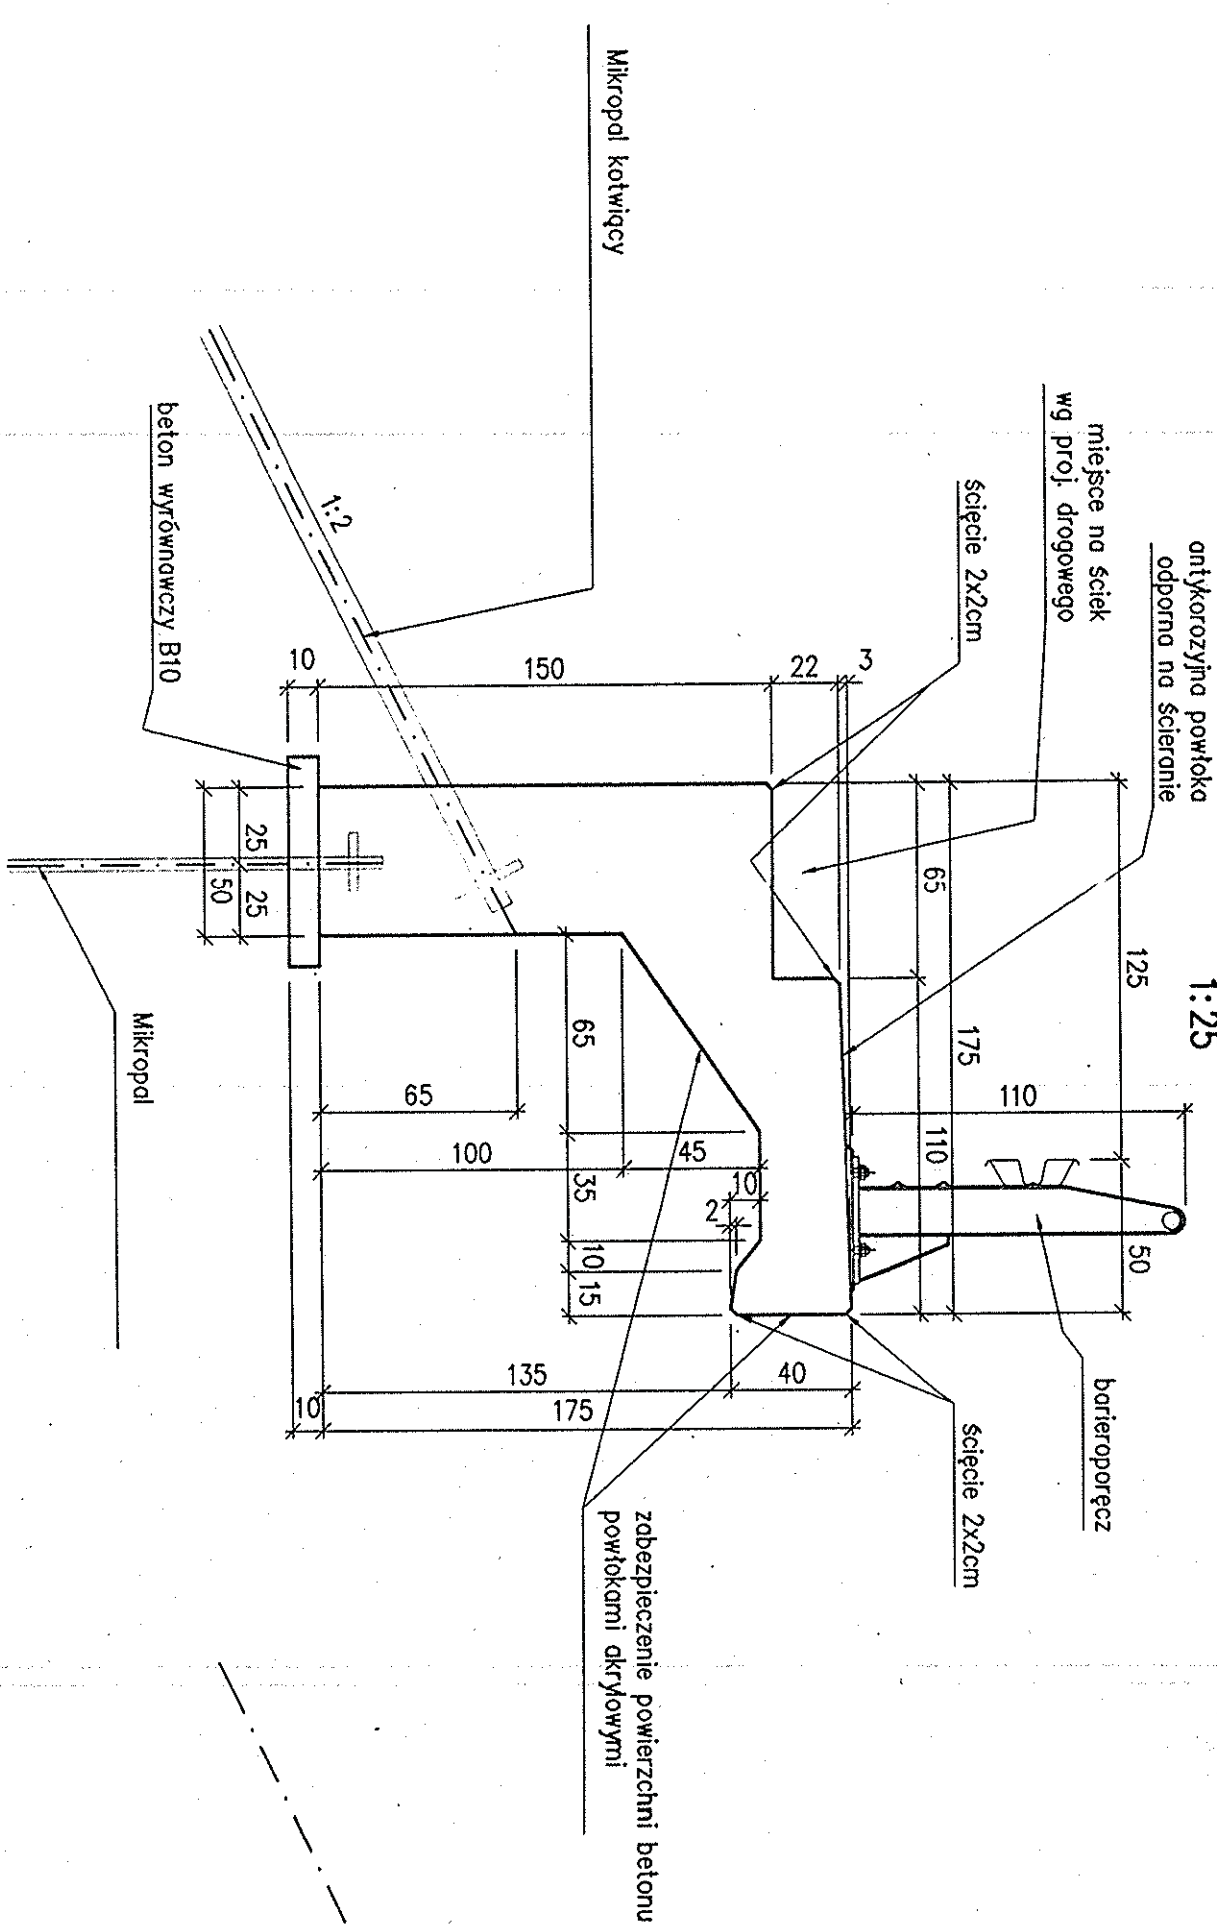 1:25
antykorozyjna powłoka
odporna na ścieranie
miejsce na ściek
wg proj. drogowego
ścięcie 2x2cm
Mikropal kotwiący
1:2
beton wyrównawczy B10
Mikropal
barieroporęcz
ścięcie 2x2cm
zabezpieczenie powierzchni betonu
powłokami akrylowymi
10
150
22
3
65
110
125
50
175
110
25
25
50
65
35
10
15
65
100
45
10
2
135
40
10
175